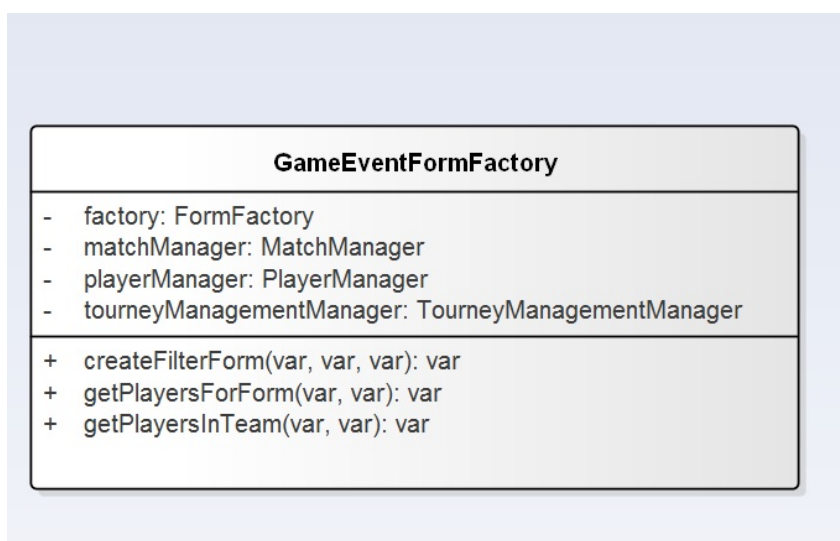 GameEventFormFactory
- factory: FormFactory
- matchManager: MatchManager
- playerManager: PlayerManager
- tourneyManagementManager: TourneyManagementManager
+ createFilterForm(var, var, var): var
+ getPlayersForForm(var, var): var
+ getPlayersInTeam(var, var): var